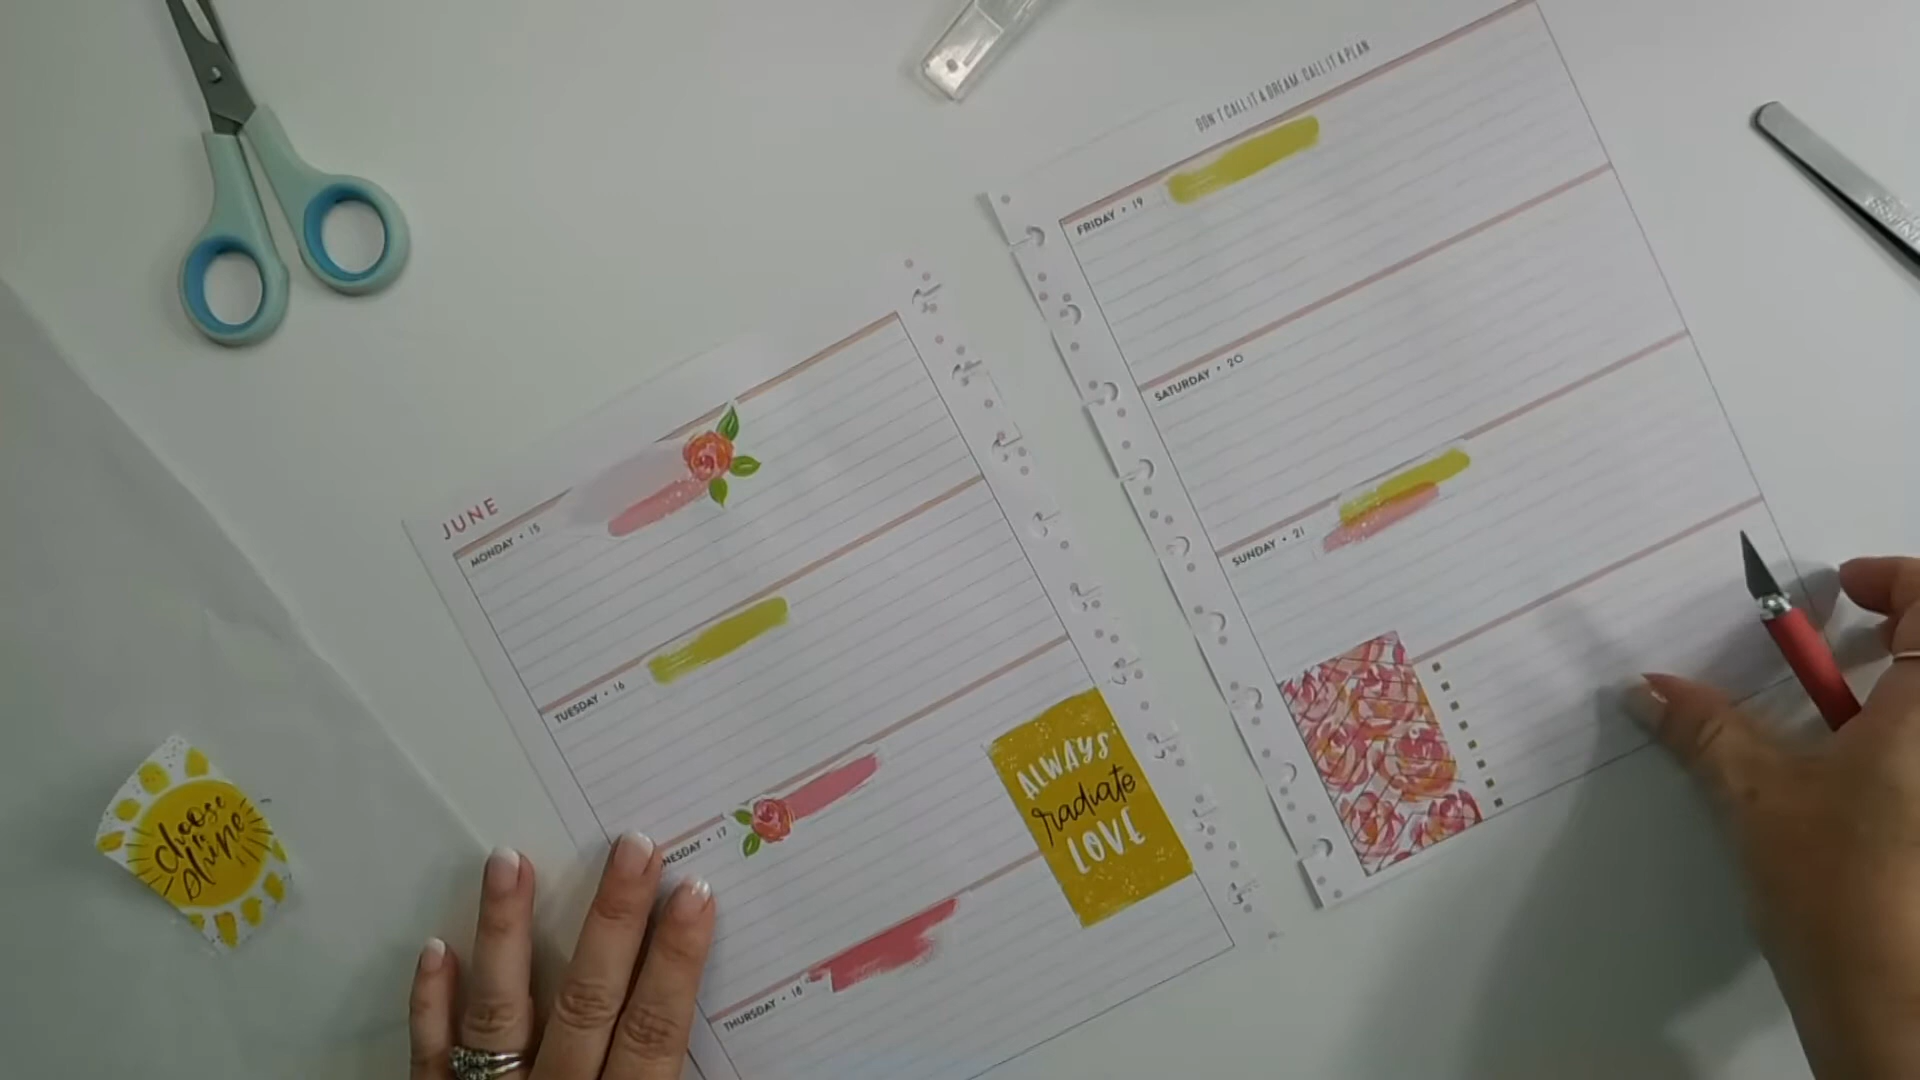 JUNE
MONDAY • 15
TUESDAY • 16
NESDAY • 17
THURSDAY • 18
ALWAYS
radiate
LOVE
DON'T CALL IT A DREAM. CALL IT A PLAN
FRIDAY • 19
SATURDAY • 20
SUNDAY • 21
choose
to
shine